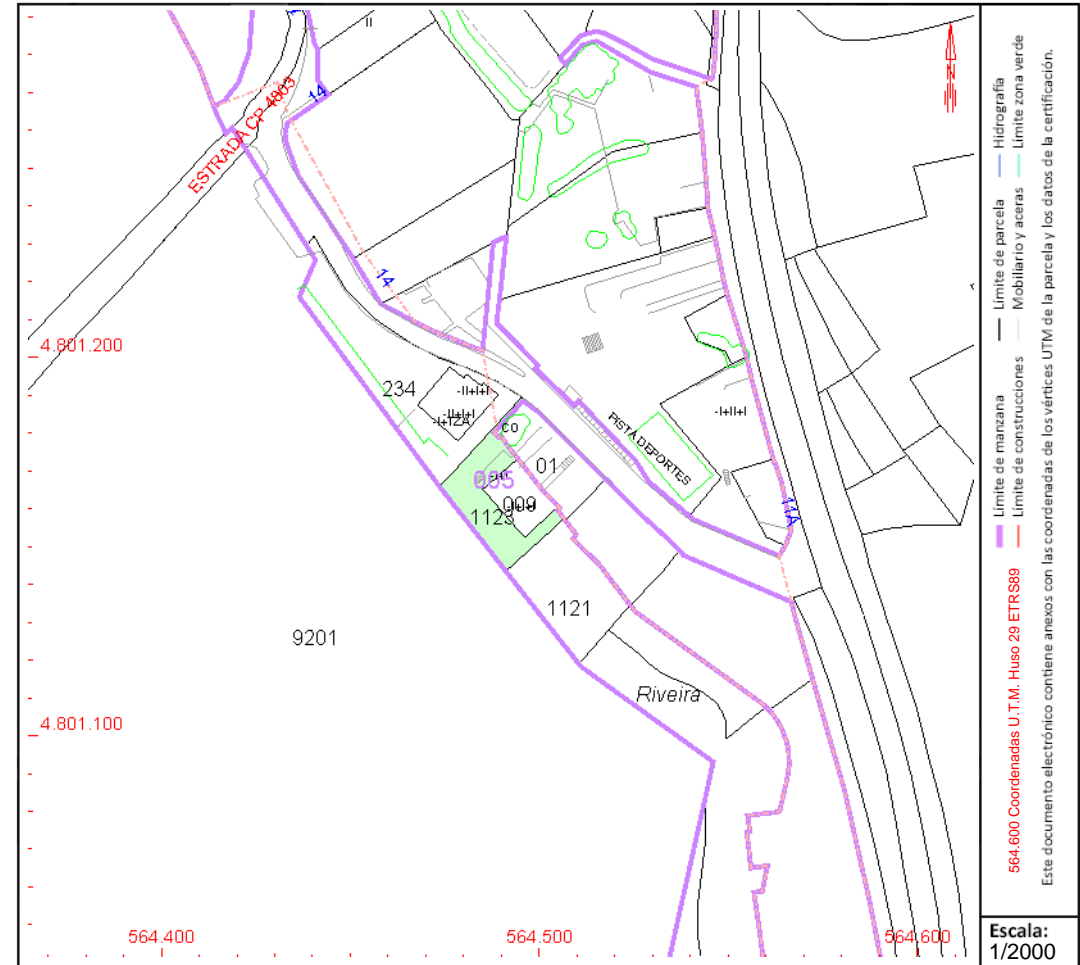 II
14
ESTRADA CP 4803
14
4.801.200
234
-II+I+I
-II+I+I
-I+TZA
CO
01
PISTA DEPORTES
-I+II+I
005
009
1123
11A
1121
9201
Riveira
4.801.100
564.400
564.500
564.600
N
Límite de manzana
Límite de parcela
Hidrografía
Límite de construcciones
Mobiliario y aceras
Límite zona verde
564.600 Coordenadas U.T.M. Huso 29 ETRS89
Este documento electrónico contiene anexos con las coordenadas de los vértices UTM de la parcela y los datos de la certificación.
Escala:
1/2000